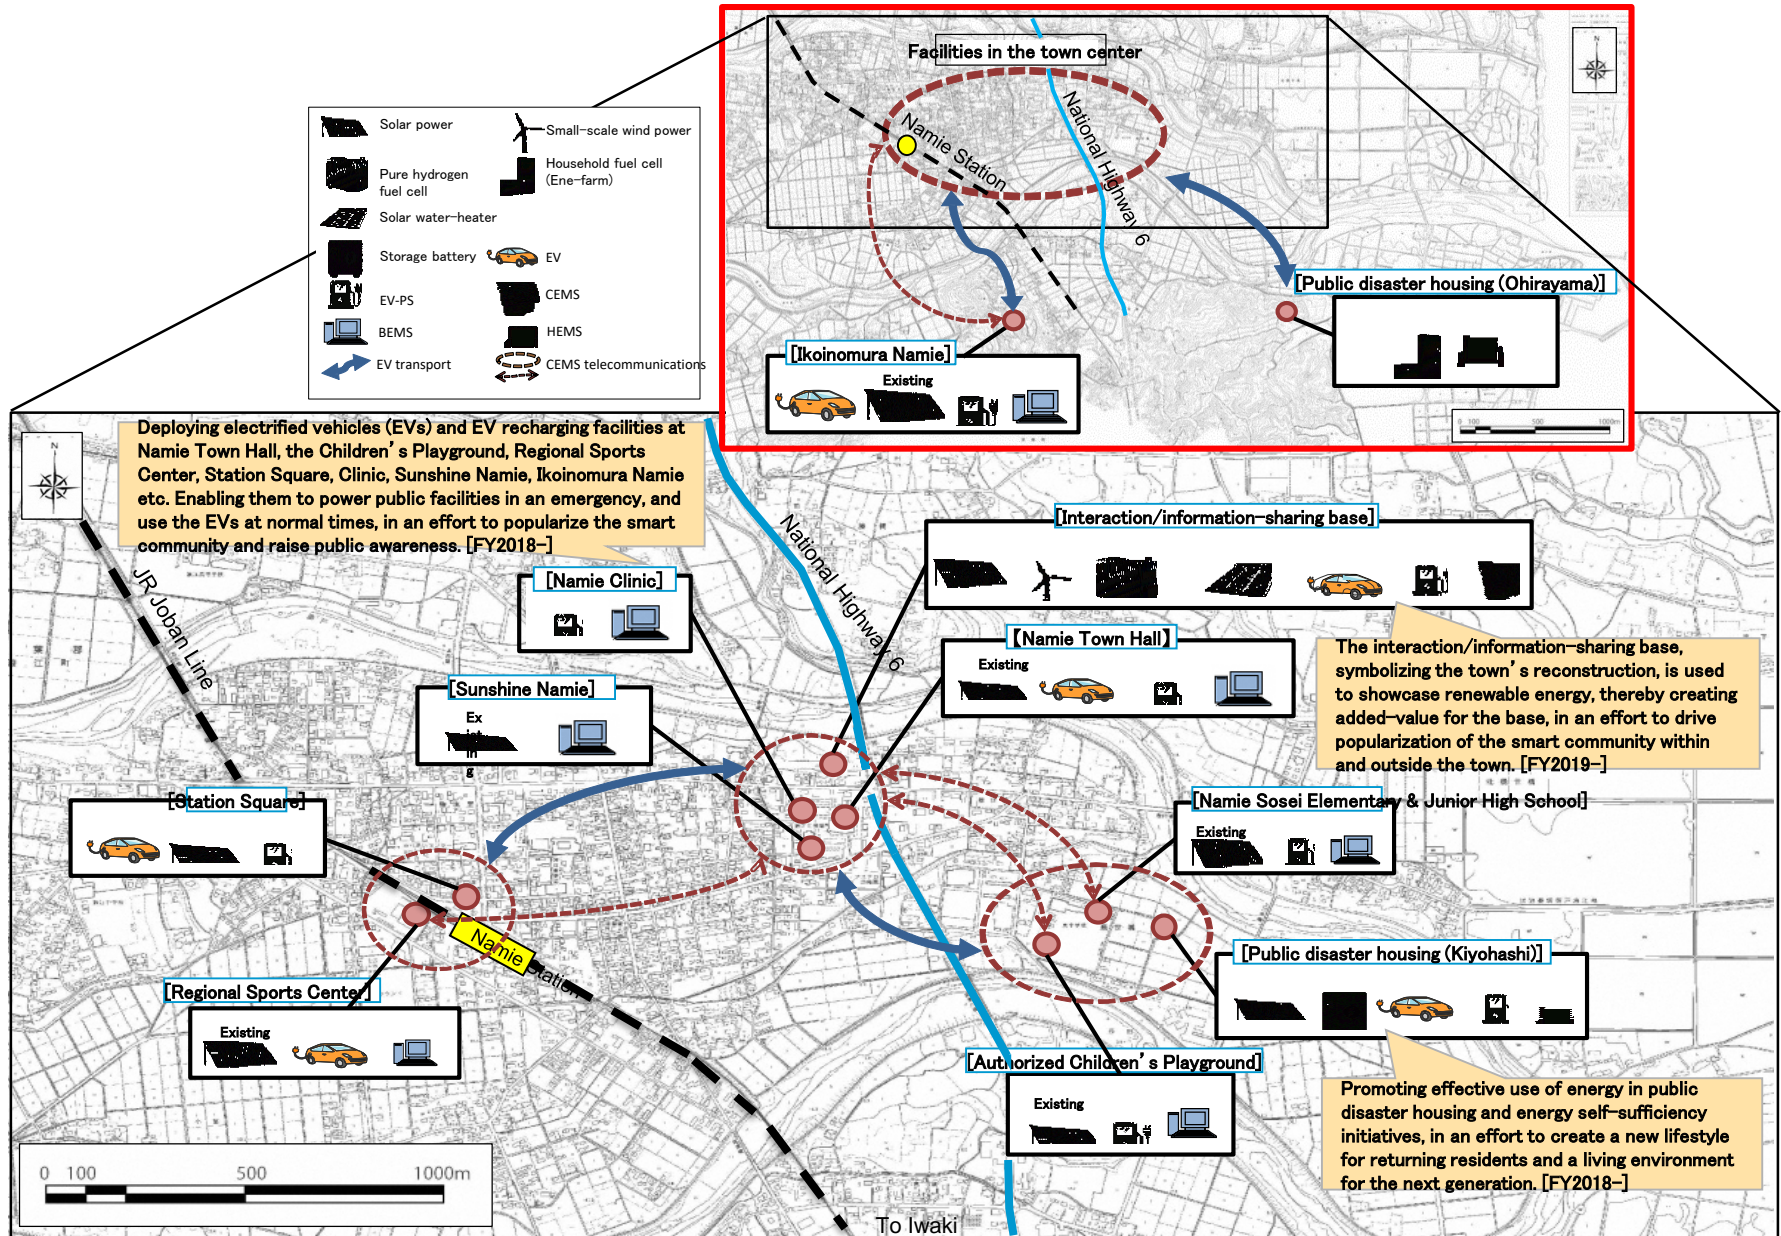 Facilities in the town center
N
Namie Station
National Highway 6
[Public disaster housing (Ohirayama)]
[Ikoinomura Namie]
Existing
0 100 500 1000m
Solar power
Small-scale wind power
Pure hydrogen
fuel cell
Household fuel cell
(Ene-farm)
Solar water-heater
Storage battery
EV
EV-PS
CEMS
BEMS
HEMS
EV transport
CEMS telecommunications
N
Deploying electrified vehicles (EVs) and EV recharging facilities at
Namie Town Hall, the Children's Playground, Regional Sports
Center, Station Square, Clinic, Sunshine Namie, Ikoinomura Namie
etc. Enabling them to power public facilities in an emergency, and
use the EVs at normal times, in an effort to popularize the smart
community and raise public awareness. [FY2018-]
JR Joban Line
National Highway 6
[Interaction/information-sharing base]
[Namie Clinic]
【Namie Town Hall】
Existing
The interaction/information-sharing base,
symbolizing the town's reconstruction, is used
to showcase renewable energy, thereby creating
added-value for the base, in an effort to drive
popularization of the smart community within
and outside the town. [FY2019-]
[Sunshine Namie]
Ex
ist
in
g
[Station Square]
[Namie Sosei Elementary & Junior High School]
Existing
Namie Station
[Public disaster housing (Kiyohashi)]
[Regional Sports Center]
Existing
[Authorized Children's Playground]
Existing
Promoting effective use of energy in public
disaster housing and energy self-sufficiency
initiatives, in an effort to create a new lifestyle
for returning residents and a living environment
for the next generation. [FY2018-]
0 100 500 1000m
To Iwaki